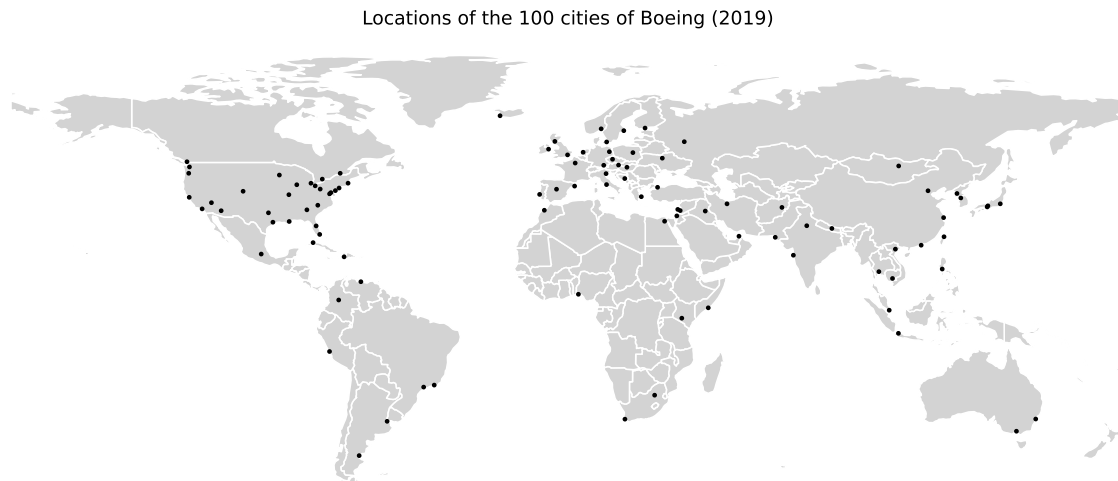 Locations of the 100 cities of Boeing (2019)